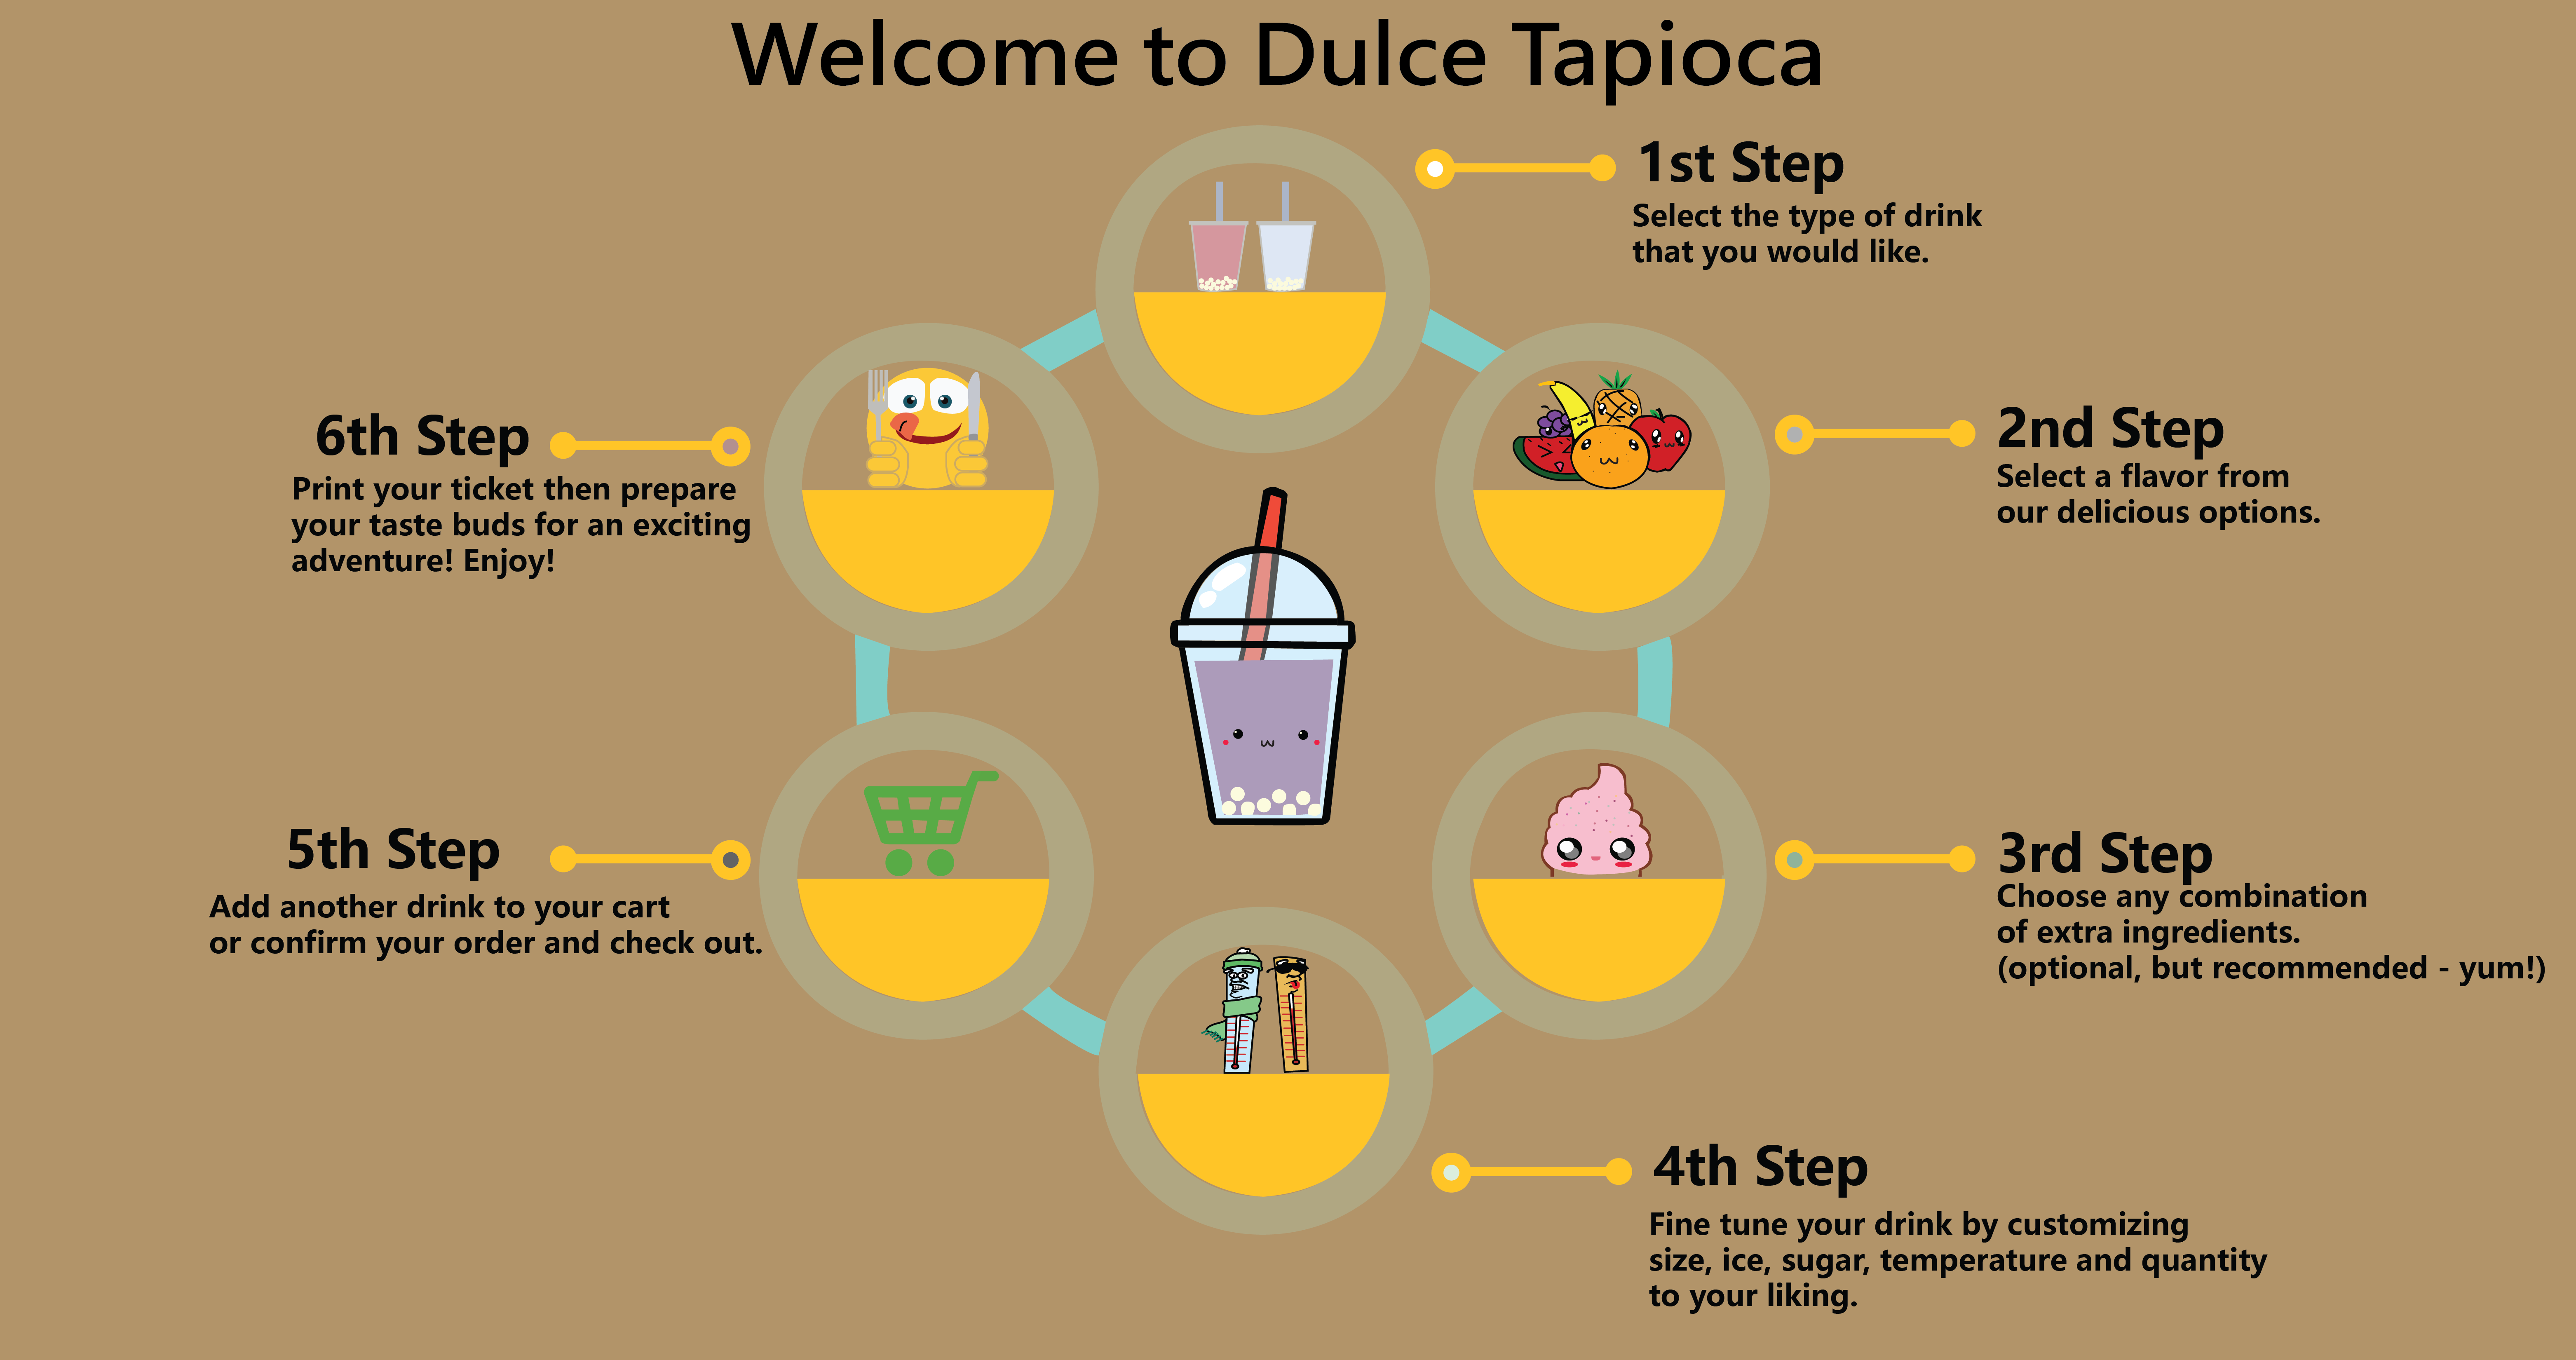 Welcome to Dulce Tapioca
1st Step
Select the type of drink
that you would like.
2nd Step
Select a flavor from
our delicious options.
3rd Step
Choose any combination
of extra ingredients.
(optional, but recommended - yum!)
4th Step
Fine tune your drink by customizing
size, ice, sugar, temperature and quantity
to your liking.
5th Step
Add another drink to your cart
or confirm your order and check out.
6th Step
Print your ticket then prepare
your taste buds for an exciting
adventure! Enjoy!